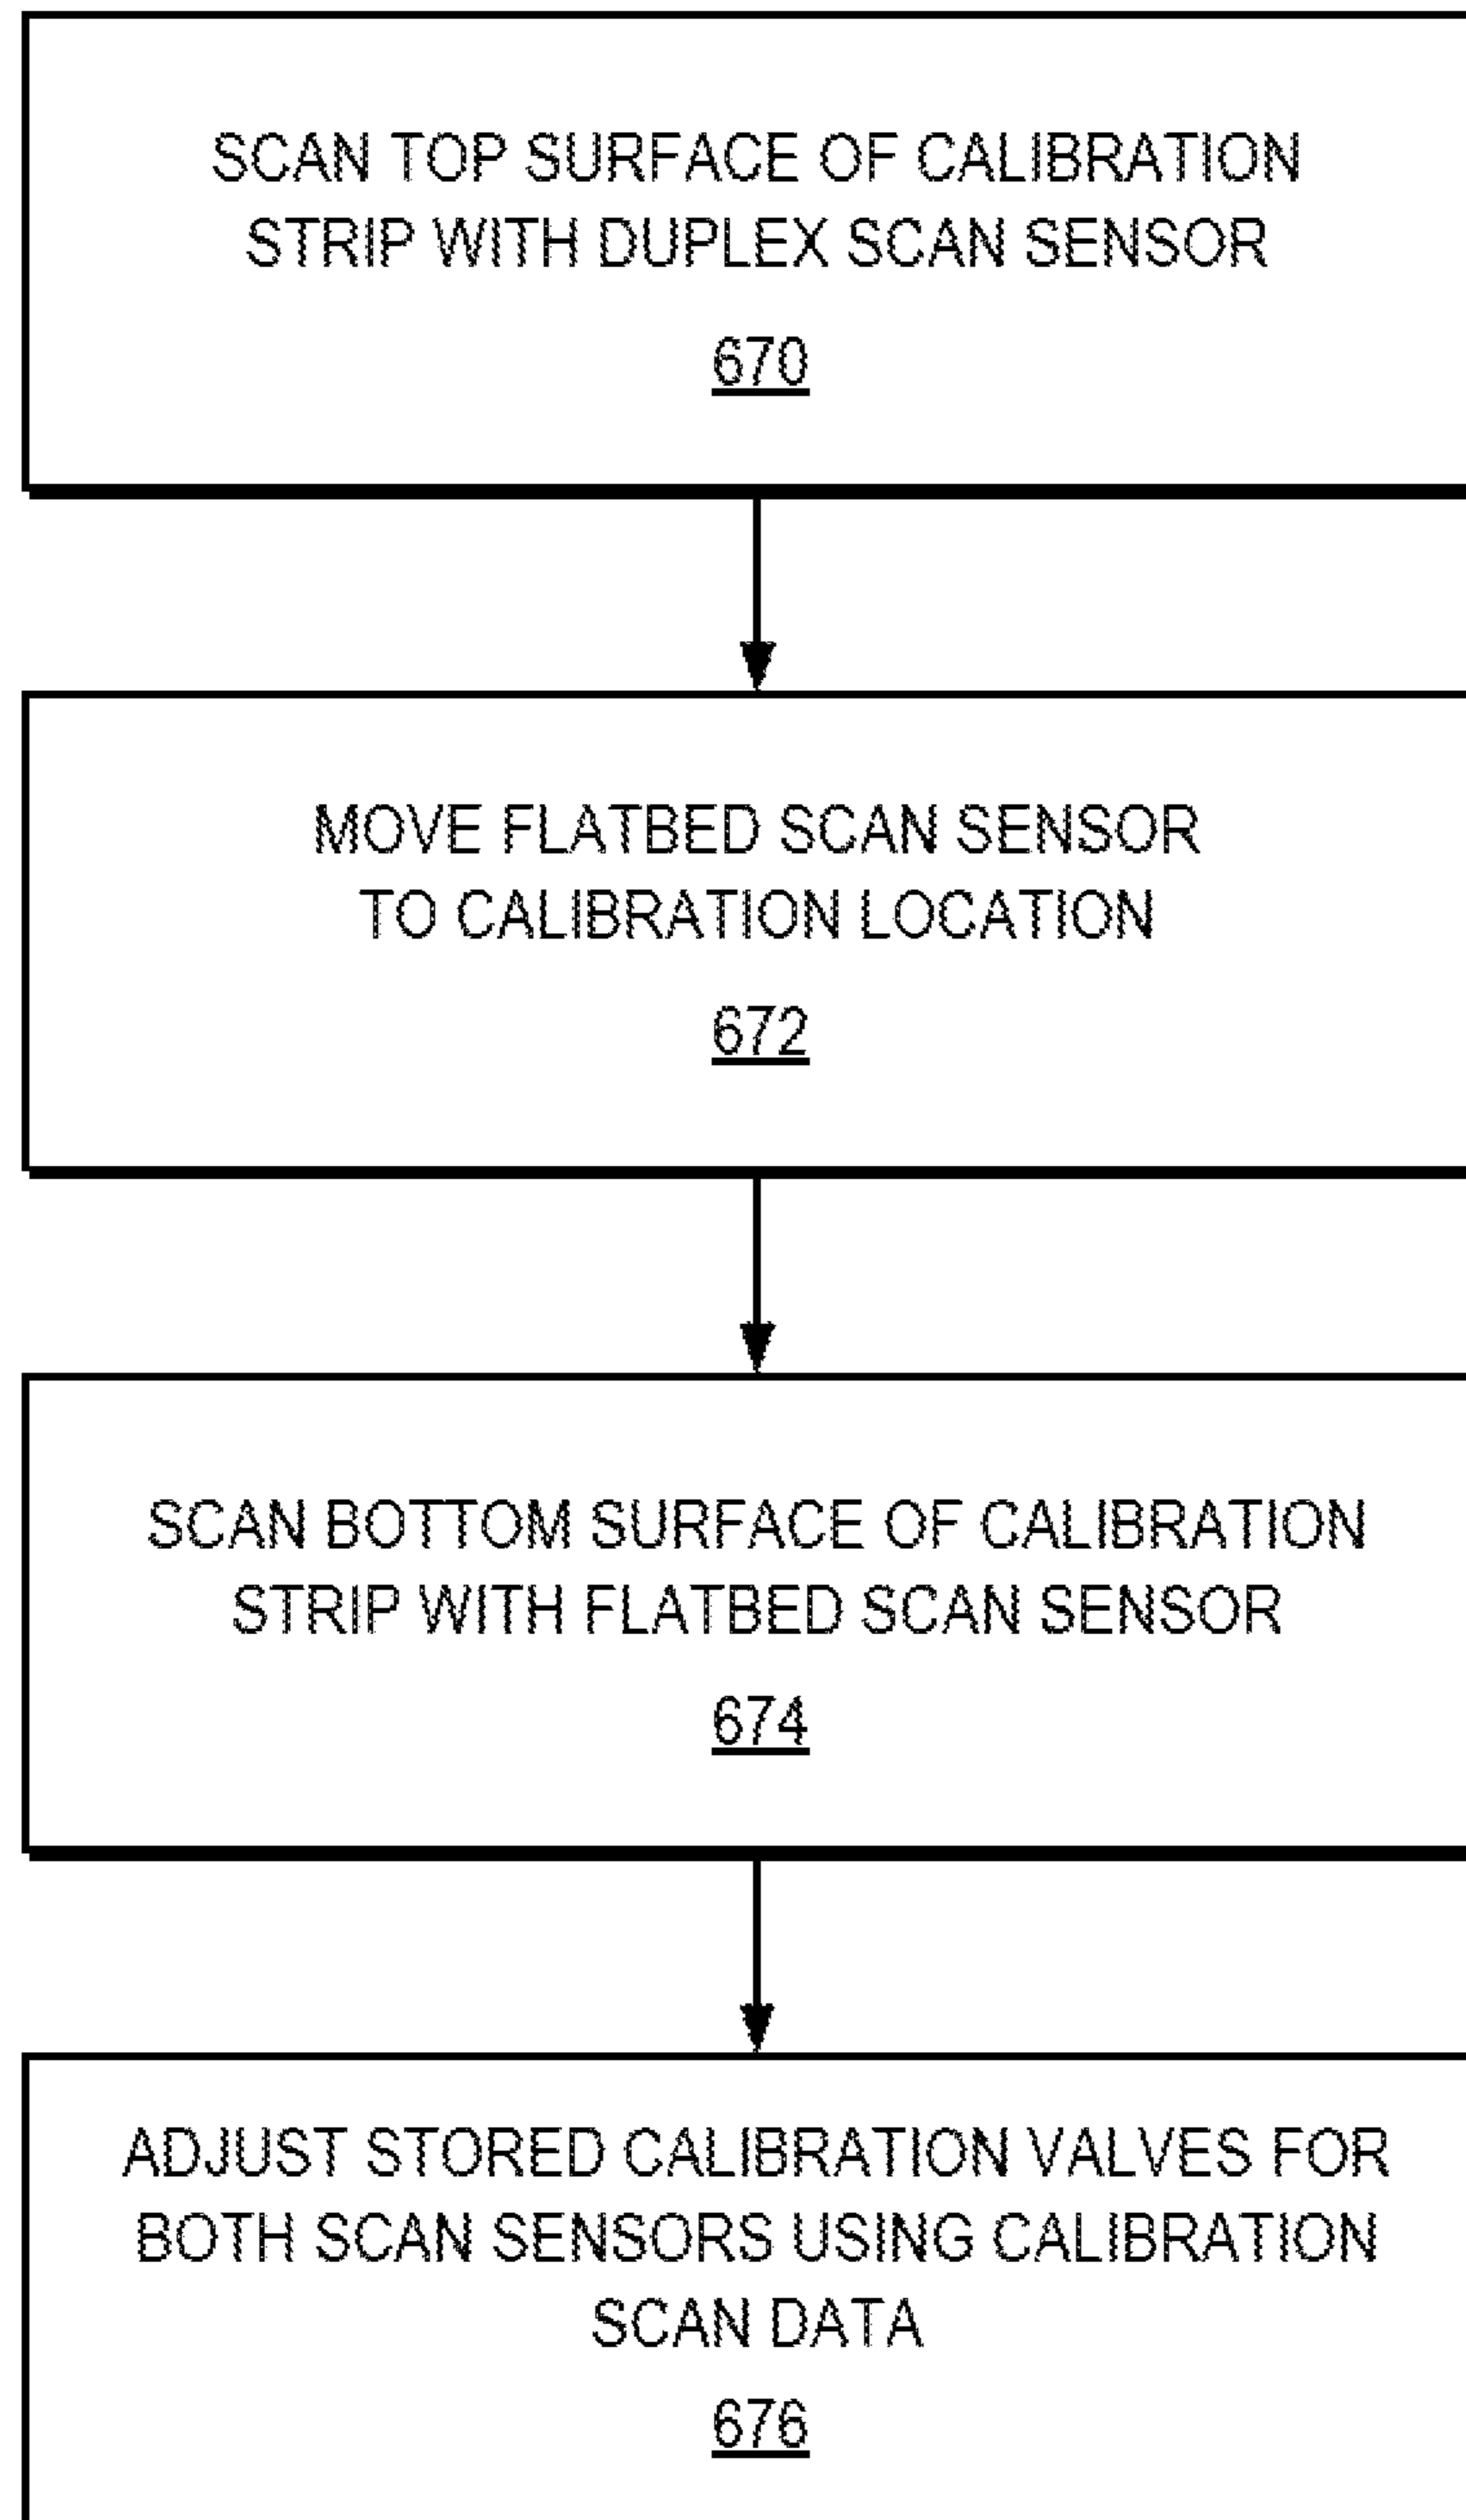 SCAN TOP SURFACE OF CALIBRATION
STRIP WITH DUPLEX SCAN SENSOR
670
MOVE FLATBED SCAN SENSOR
TO CALIBRATION LOCATION
672
SCAN BOTTOM SURFACE OF CALIBRATION
STRIP WITH FLATBED SCAN SENSOR
674
ADJUST STORED CALIBRATION VALVES FOR
BOTH SCAN SENSORS USING CALIBRATION
SCAN DATA
676